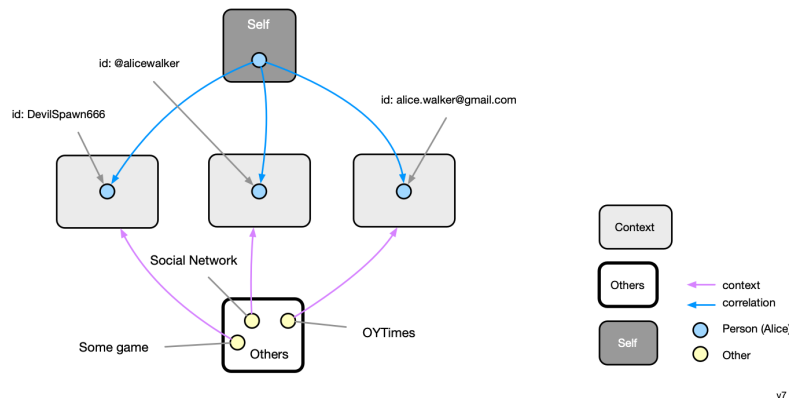 Self
id: @alicewalker
id: DevilSpawn666
id: alice.walker@gmail.com
Social Network
OYTimes
Some game
Others
Context
Others
Self
context
correlation
Person (Alice)
Other
v7